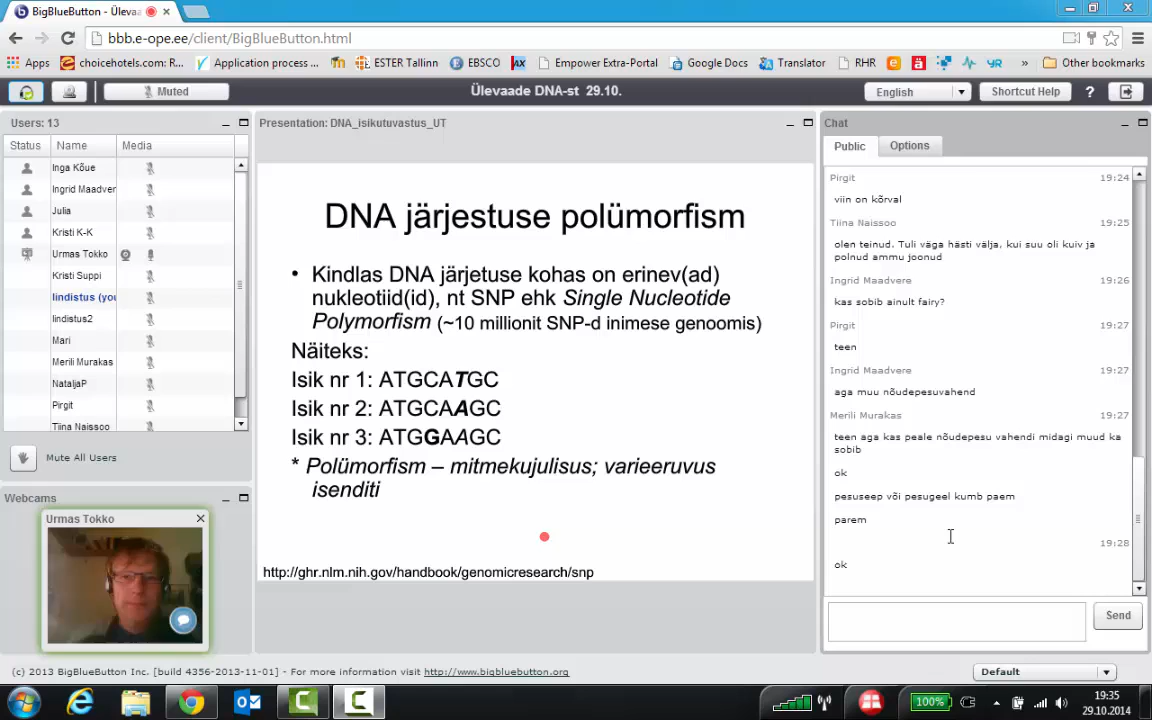 BigBlueButton - Ülevaa
bbb.e-ope.ee/client/BigBlueButton.html
Apps choicehotels.com: R... Application process ... ESTER Tallinn EBSCO AX Empower Extra-Portal Google Docs Translator RHR » Other bookmarks
Muted Ülevaade DNA-st 29.10. English Shortcut Help ?
Users: 13
Status Name Media
Inga Kõue
Ingrid Maadver
Julia
Kristi K-K
Urmas Tokko
Kristi Suppi
lindistus (you
lindistus2
Mari
Merili Murakas
NataljaP
Pirgit
Tiina Naissoo
Mute All Users
Webcams
Urmas Tokko
Presentation: DNA_isikutuvastus_UT
DNA järjestuse polümorfism
• Kindlas DNA järjetuse kohas on erinev(ad)
nukleotiid(id), nt SNP ehk Single Nucleotide
Polymorfism (~10 millionit SNP-d inimese genoomis)
Näiteks:
Isik nr 1: ATGCATGC
Isik nr 2: ATGCAAGC
Isik nr 3: ATGGAAGC
* Polümorfism – mitmekujulisus; varieeruvus
isenditi
http://ghr.nlm.nih.gov/handbook/genomicresearch/snp
Chat
Public Options
Pirgit 19:24
viin on kõrval
Tiina Naissoo 19:25
olen teinud. Tuli väga hästi välja, kui suu oli kuiv ja
polnud ammu joonud
Ingrid Maadvere 19:26
kas sobib ainult fairy?
Pirgit 19:27
teen
Ingrid Maadvere 19:27
aga muu nõudepesuvahend
Merili Murakas 19:27
teen aga kas peale nõudepesu vahendi midagi muud ka
sobib
ok
pesuseep või pesugeel kumb paem
parem
19:28
ok
Send
(c) 2013 BigBlueButton Inc. [build 4356-2013-11-01] - For more information visit http://www.bigbluebutton.org
Default
100%
19:35
29.10.2014